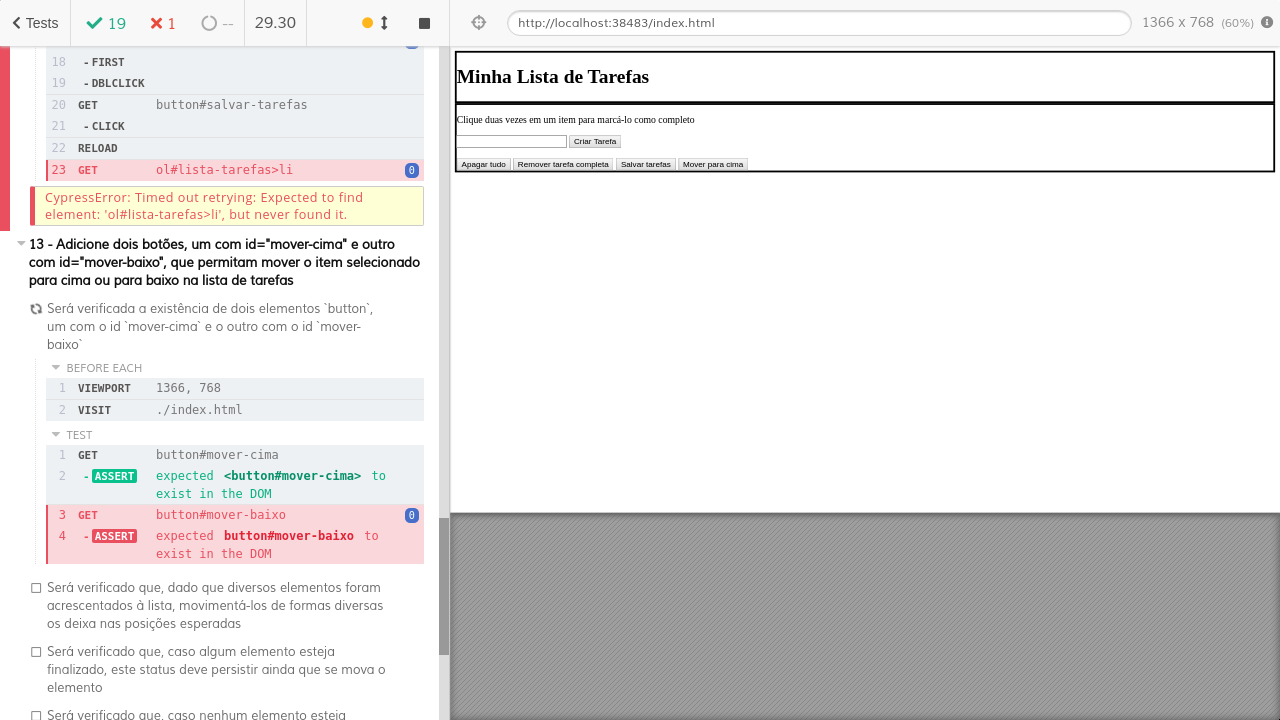 Tests 19 1 -- 29.30 http://localhost:38483/index.html 1366 x 768 (60%)
18 - FIRST
19 - DBLCLICK
20 GET button#salvar-tarefas
21 - CLICK
22 RELOAD
23 GET ol#lista-tarefas>li 0
CypressError: Timed out retrying: Expected to find
element: 'ol#lista-tarefas>li', but never found it.
13 - Adicione dois botões, um com id="mover-cima" e outro
com id="mover-baixo", que permitam mover o item selecionado
para cima ou para baixo na lista de tarefas
Será verificada a existência de dois elementos `button`,
um com o id `mover-cima` e o outro com o id `mover-
baixo`
BEFORE EACH
1 VIEWPORT 1366, 768
2 VISIT ./index.html
TEST
1 GET button#mover-cima
2 - ASSERT expected <button#mover-cima> to
exist in the DOM
3 GET button#mover-baixo 0
4 - ASSERT expected button#mover-baixo to
exist in the DOM
Será verificado que, dado que diversos elementos foram
acrescentados à lista, movimentá-los de formas diversas
os deixa nas posições esperadas
Será verificado que, caso algum elemento esteja
finalizado, este status deve persistir ainda que se mova o
elemento
Será verificado que, caso nenhum elemento esteja
Minha Lista de Tarefas
Clique duas vezes em um item para marcá-lo como completo
Criar Tarefa
Apagar tudo Remover tarefa completa Salvar tarefas Mover para cima